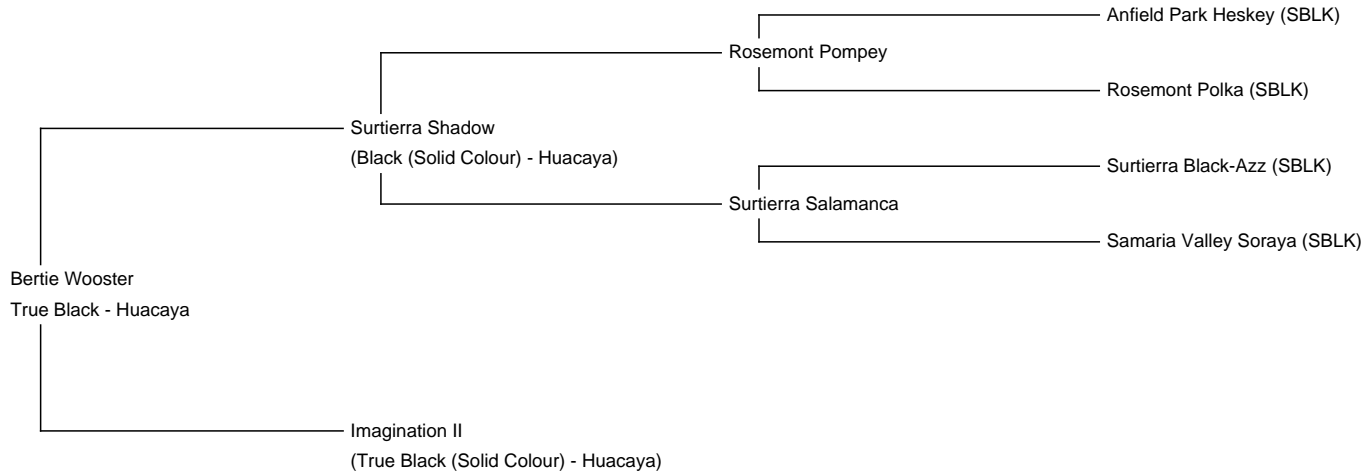 Anfield Park Heskey (SBLK)
Rosemont Pompey
Rosemont Polka (SBLK)
Surtierra Shadow
(Black (Solid Colour) - Huacaya)
Surtierra Black-Azz (SBLK)
Surtierra Salamanca
Samaria Valley Soraya (SBLK)
Bertie Wooster
True Black - Huacaya
Imagination II
(True Black (Solid Colour) - Huacaya)